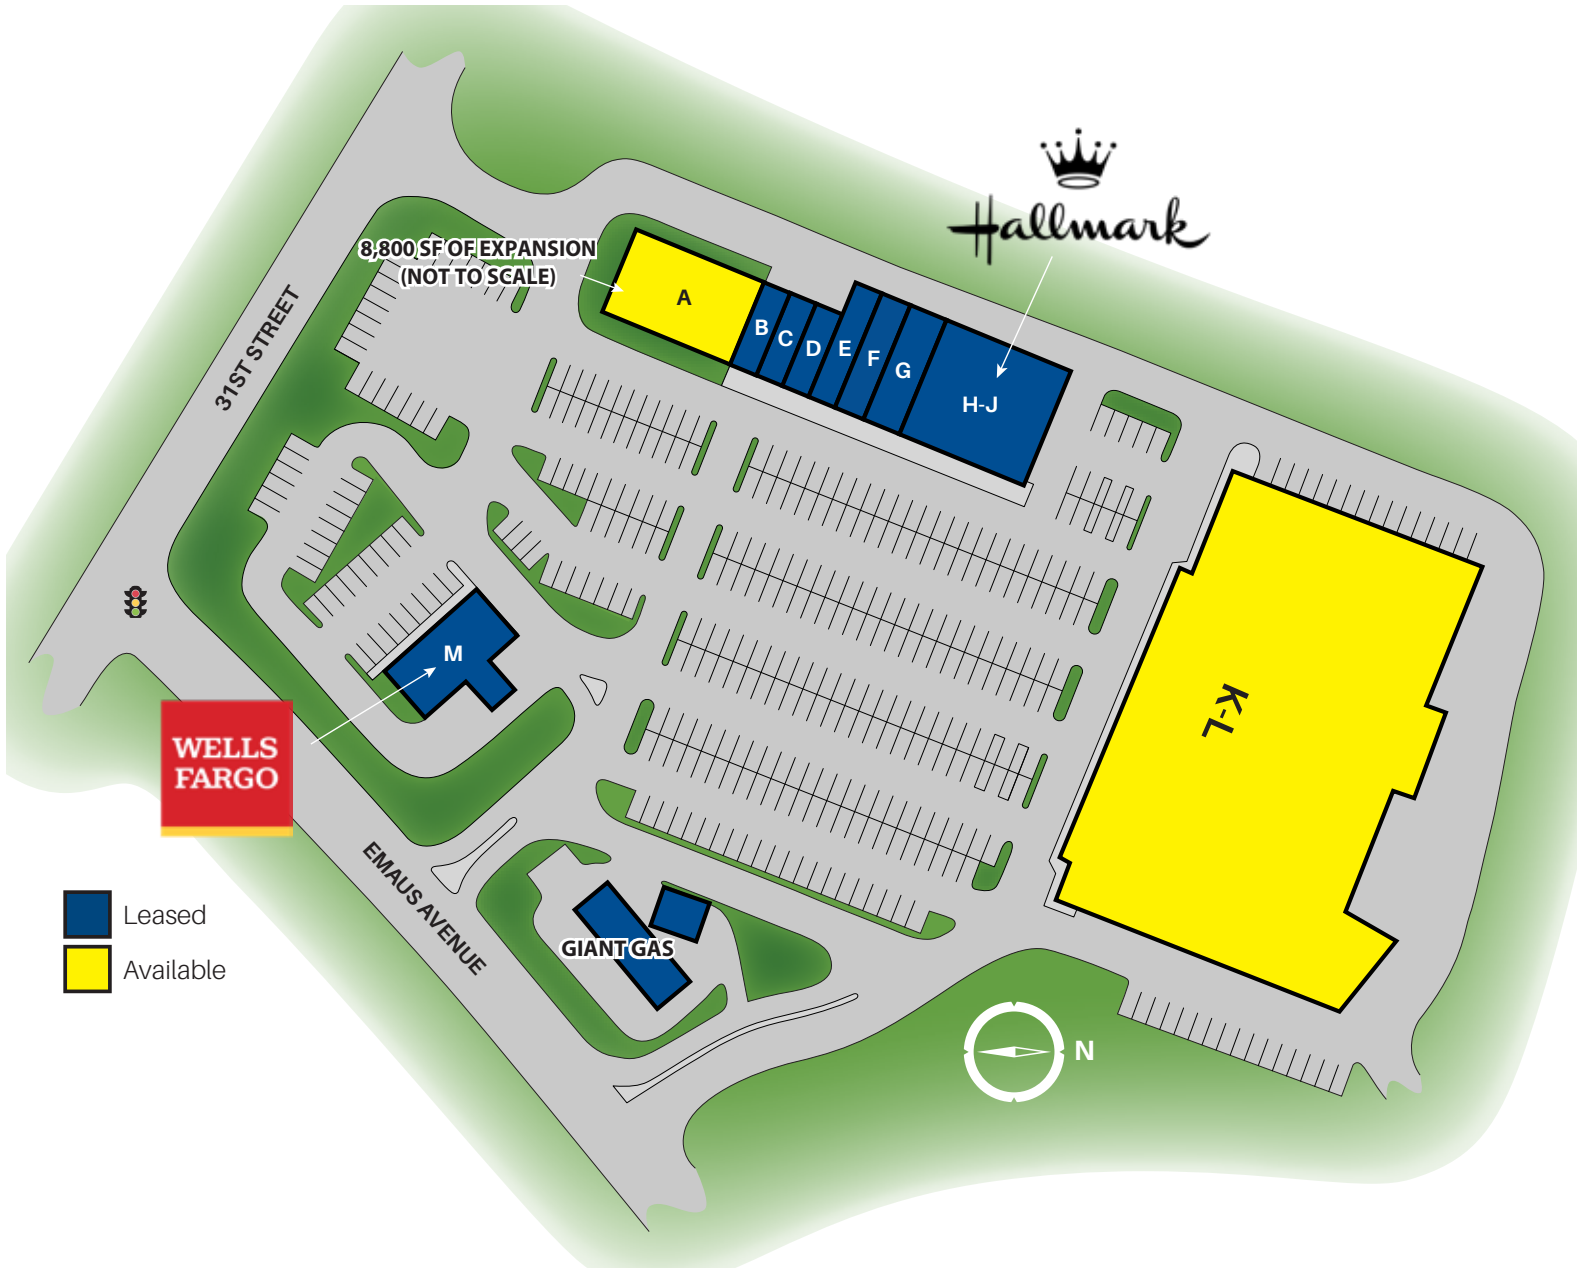 Hallmark
8,800 SF OF EXPANSION
(NOT TO SCALE)
A
B
C
D
E
F
G
H-J
31ST STREET
K-L
M
WELLS
FARGO
EMAUS AVENUE
GIANT GAS
Leased
Available
N